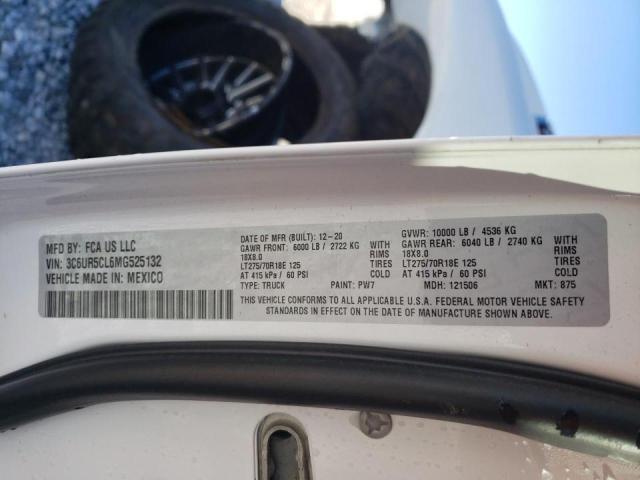 MFD BY: FCA US LLC
VIN: 3C6UR5CL6MG525132
VEHICLE MADE IN: MEXICO
DATE OF MFR (BUILT): 12-20
GAWR FRONT: 6000 LB / 2722 KG WITH
18X8.0 RIMS
LT275/70R18E 125 TIRES
AT 415 kPa / 60 PSI
TYPE: TRUCK PAINT: PW7
GVWR: 10000 LB / 4536 KG
GAWR REAR: 6040 LB / 2740 KG WITH
18X8.0 RIMS
LT275/70R18E 125 TIRES
AT 415 kPa / 60 PSI
MDH: 121506 MKT: 875
THIS VEHICLE CONFORMS TO ALL APPLICABLE U.S.A. FEDERAL MOTOR VEHICLE SAFETY
STANDARDS IN EFFECT ON THE DATE OF MANUFACTURE SHOWN ABOVE.